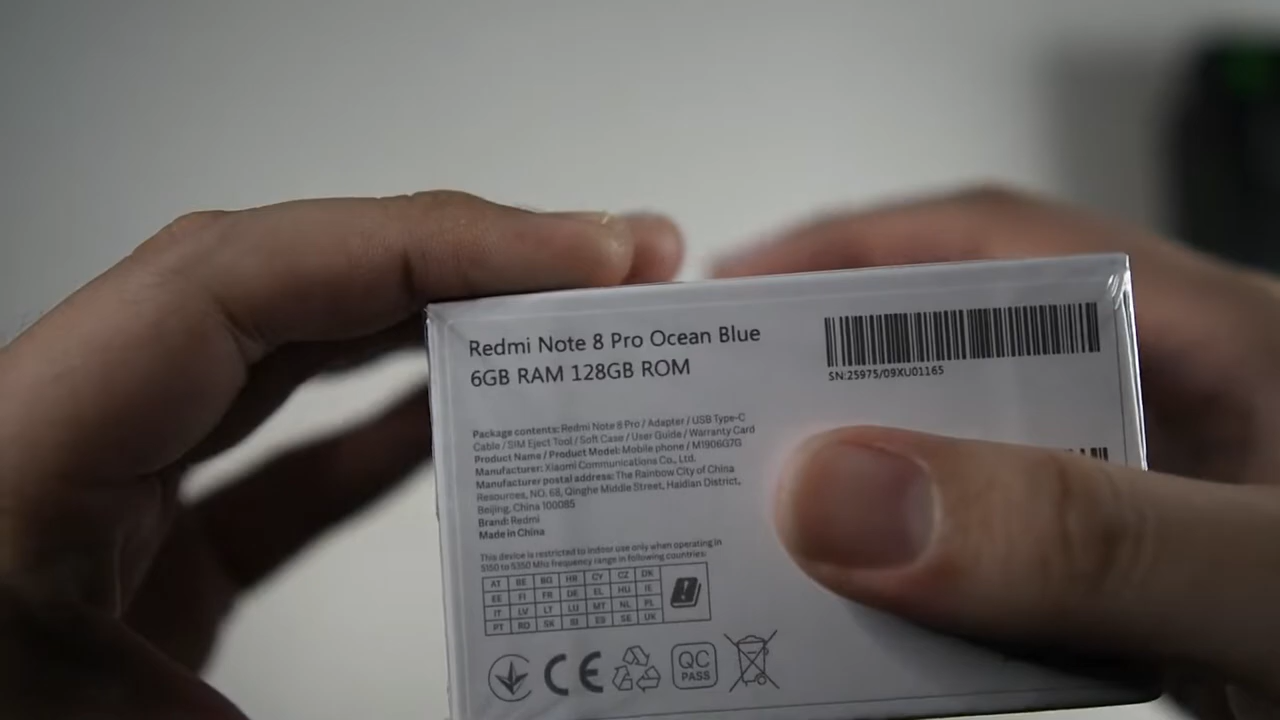 Redmi Note 8 Pro Ocean Blue
6GB RAM 128GB ROM
SN:25975/09XU01165
Package contents: Redmi Note 8 Pro / Adapter / USB Type-C
Cable / SIM Eject Tool / Soft Case / User Guide / Warranty Card
Product Name / Product Model: Mobile phone / M1906G7G
Manufacturer: Xiaomi Communications Co., Ltd.
Manufacturer postal address: The Rainbow City of China
Resources, NO. 68, Qinghe Middle Street, Haidian District,
Beijing, China 100085
Brand: Redmi
Made in China
This device is restricted to indoor use only when operating in
5150 to 5350 Mhz frequency range in following countries:
AT BE BG HR CY CZ DK
EE FI FR DE EL HU IE
IT LV LT LU MT NL PL
PT RO SK SI ES SE UK
CE
QC
PASS